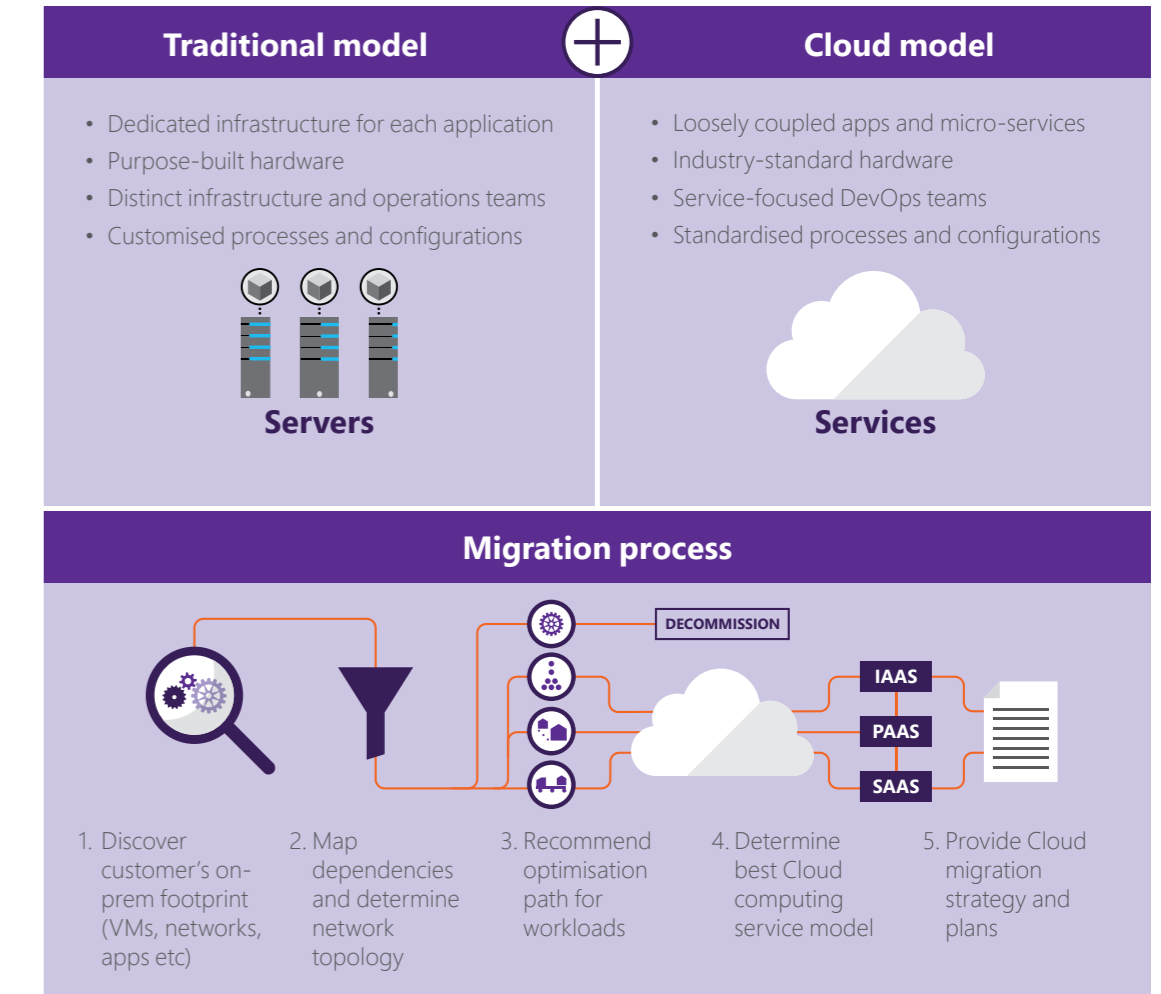 Traditional model
Cloud model
• Dedicated infrastructure for each application
• Purpose-built hardware
• Distinct infrastructure and operations teams
• Customised processes and configurations
Servers
• Loosely coupled apps and micro-services
• Industry-standard hardware
• Service-focused DevOps teams
• Standardised processes and configurations
Services
Migration process
DECOMMISSION
IAAS
PAAS
SAAS
1. Discover
customer’s on-
prem footprint
(VMs, networks,
apps etc)
2. Map
dependencies
and determine
network
topology
3. Recommend
optimisation
path for
workloads
4. Determine
best Cloud
computing
service model
5. Provide Cloud
migration
strategy and
plans